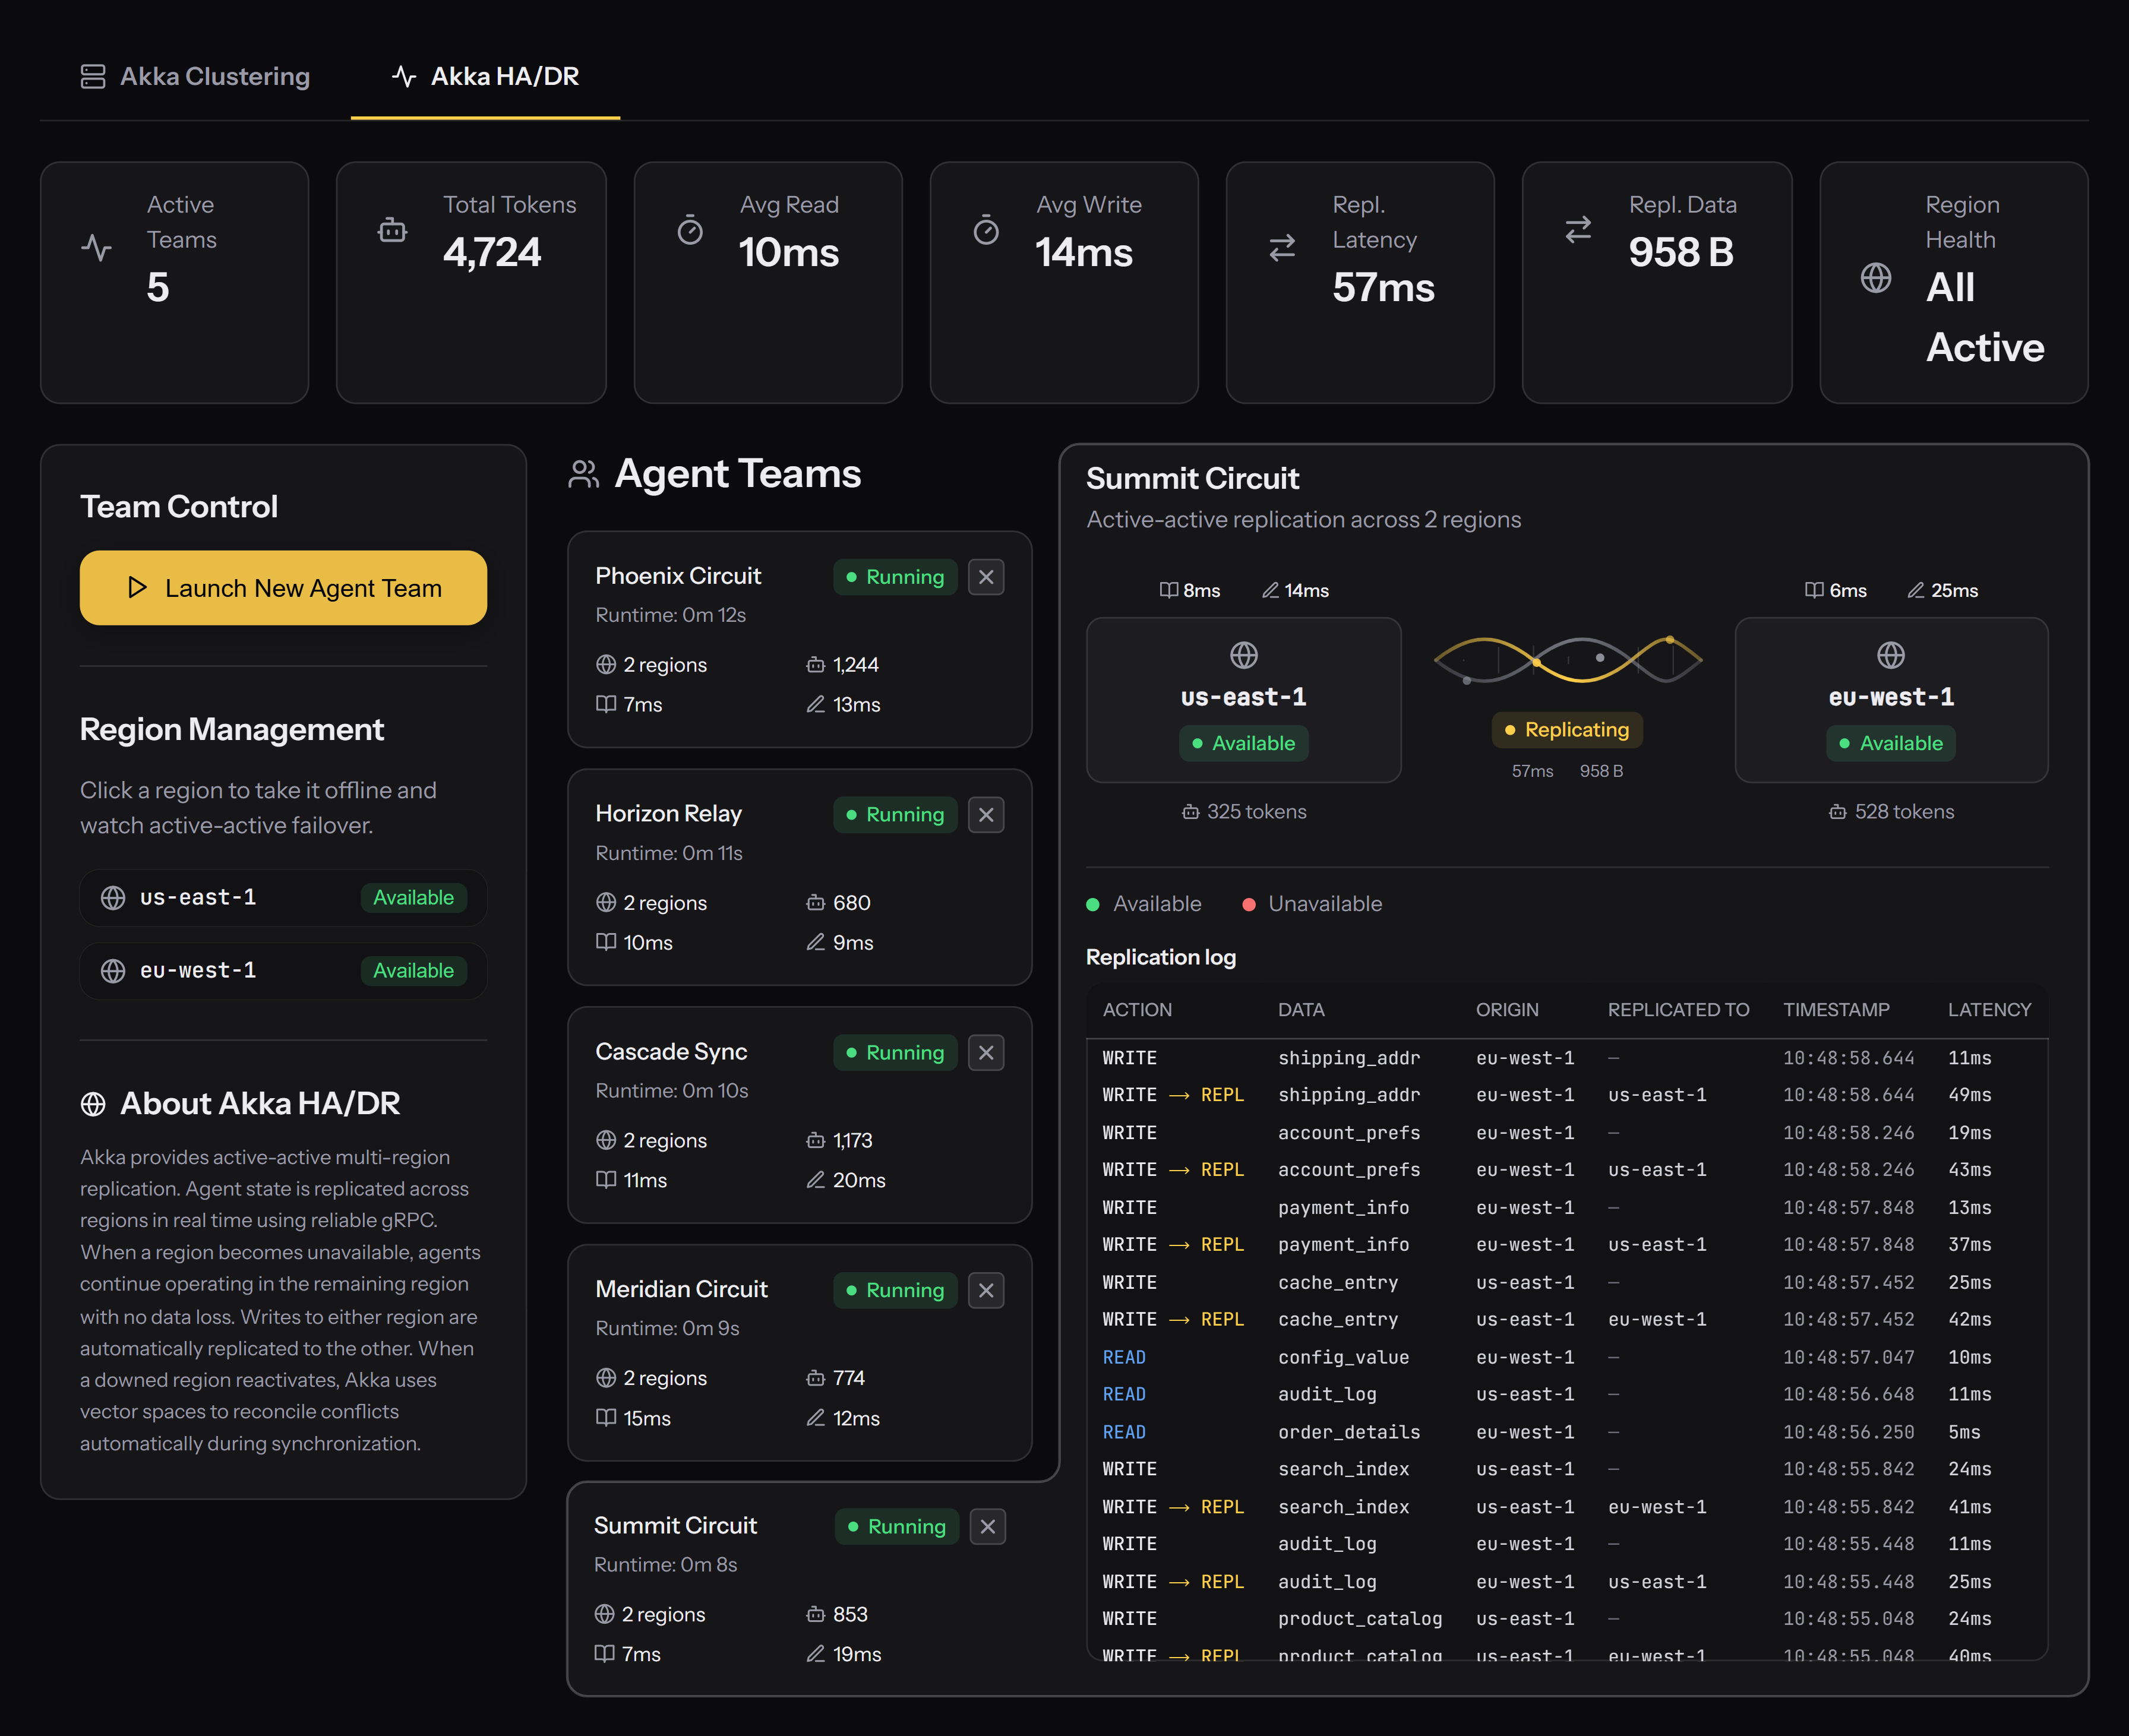 Akka Clustering
Akka HA/DR
Active
Teams
5
Total Tokens
4,724
Avg Read
10ms
Avg Write
14ms
Repl.
Latency
57ms
Repl. Data
958 B
Region
Health
All
Active
Team Control
Launch New Agent Team
Region Management
Click a region to take it offline and
watch active-active failover.
us-east-1 Available
eu-west-1 Available
About Akka HA/DR
Akka provides active-active multi-region
replication. Agent state is replicated across
regions in real time using reliable gRPC.
When a region becomes unavailable, agents
continue operating in the remaining region
with no data loss. Writes to either region are
automatically replicated to the other. When
a downed region reactivates, Akka uses
vector spaces to reconcile conflicts
automatically during synchronization.
Agent Teams
Phoenix Circuit Running
Runtime: 0m 12s
2 regions 1,244
7ms 13ms
Horizon Relay Running
Runtime: 0m 11s
2 regions 680
10ms 9ms
Cascade Sync Running
Runtime: 0m 10s
2 regions 1,173
11ms 20ms
Meridian Circuit Running
Runtime: 0m 9s
2 regions 774
15ms 12ms
Summit Circuit Running
Runtime: 0m 8s
2 regions 853
7ms 19ms
Summit Circuit
Active-active replication across 2 regions
8ms 14ms
us-east-1
Available
325 tokens
Replicating
57ms 958 B
6ms 25ms
eu-west-1
Available
528 tokens
Available Unavailable
Replication log
ACTION DATA ORIGIN REPLICATED TO TIMESTAMP LATENCY
WRITE shipping_addr eu-west-1 — 10:48:58.644 11ms
WRITE → REPL shipping_addr eu-west-1 us-east-1 10:48:58.644 49ms
WRITE account_prefs eu-west-1 — 10:48:58.246 19ms
WRITE → REPL account_prefs eu-west-1 us-east-1 10:48:58.246 43ms
WRITE payment_info eu-west-1 — 10:48:57.848 13ms
WRITE → REPL payment_info eu-west-1 us-east-1 10:48:57.848 37ms
WRITE cache_entry us-east-1 — 10:48:57.452 25ms
WRITE → REPL cache_entry us-east-1 eu-west-1 10:48:57.452 42ms
READ config_value eu-west-1 — 10:48:57.047 10ms
READ audit_log us-east-1 — 10:48:56.648 11ms
READ order_details eu-west-1 — 10:48:56.250 5ms
WRITE search_index us-east-1 — 10:48:55.842 24ms
WRITE → REPL search_index us-east-1 eu-west-1 10:48:55.842 41ms
WRITE audit_log eu-west-1 — 10:48:55.448 11ms
WRITE → REPL audit_log eu-west-1 us-east-1 10:48:55.448 25ms
WRITE product_catalog us-east-1 — 10:48:55.048 24ms
WRITE → REPL product_catalog us-east-1 eu-west-1 10:48:55.048 40ms